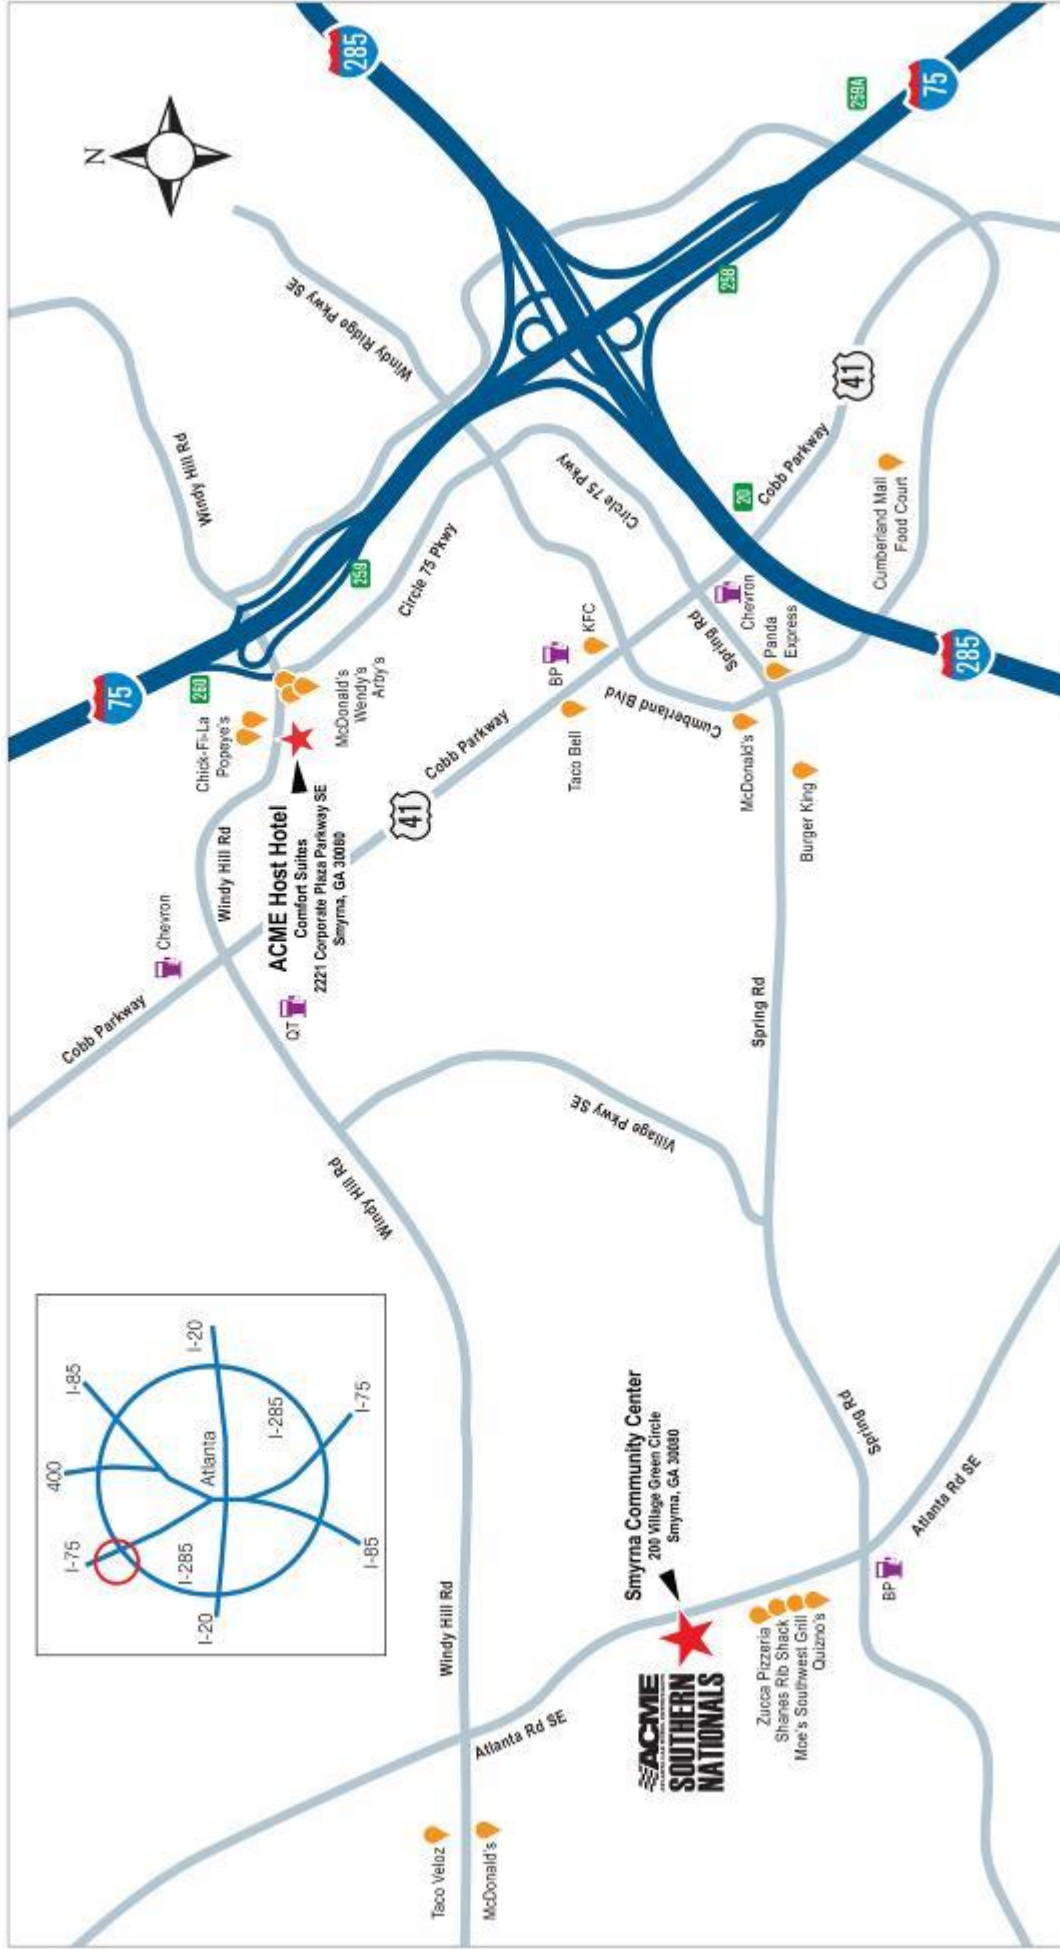 I-75
400
I-85
I-285
Atlanta
I-20
I-20
I-285
I-85
I-75
Cobb Parkway
Chevron
QT
Windy Hill Rd
Chick-Fi-La
Popeye's
260
75
Windy Hill Rd
N
285
ACME Host Hotel
Comfort Suites
2221 Corporate Plaza Parkway SE
Smyrna, GA 30080
McDonald's
Wendy's
Arby's
259
Windy Ridge Pkwy SE
41
Cobb Parkway
Circle 75 Pkwy
Windy Hill Rd
Windy Hill Rd
Taco Veloz
McDonald's
Atlanta Rd SE
Village Pkwy SE
Taco Bell
BP
KFC
Circle 75 Pkwy
Cumberland Blvd
Spring Rd
Chevron
20
258
259A
75
ACME
SOUTHERN
NATIONALS
Smyrna Community Center
200 Village Green Circle
Smyrna, GA 30080
Spring Rd
McDonald's
Panda
Express
Cobb Parkway
41
Burger King
Zucca Pizzeria
Shanes Rib Shack
Moe's Southwest Grill
Quizno's
Spring Rd
BP
Atlanta Rd SE
Cumberland Mall
Food Court
285